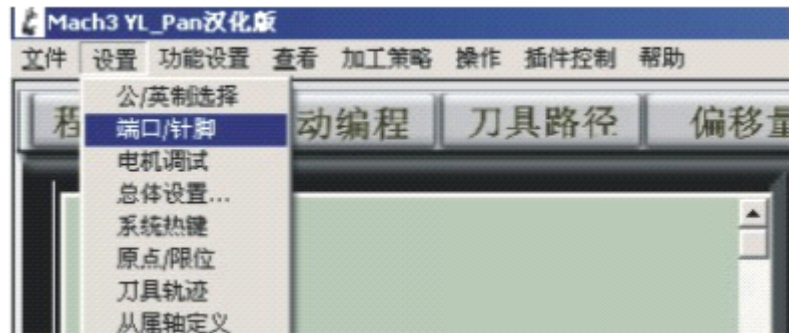 Mach3 YL_Pan汉化版
文件 设置 功能设置 查看 加工策略 操作 插件控制 帮助
公/英制选择
程 动编程 刀具路径 偏移量
端口/针脚
电机调试
总体设置...
系统热键
原点/限位
刀具轨迹
从属轴定义